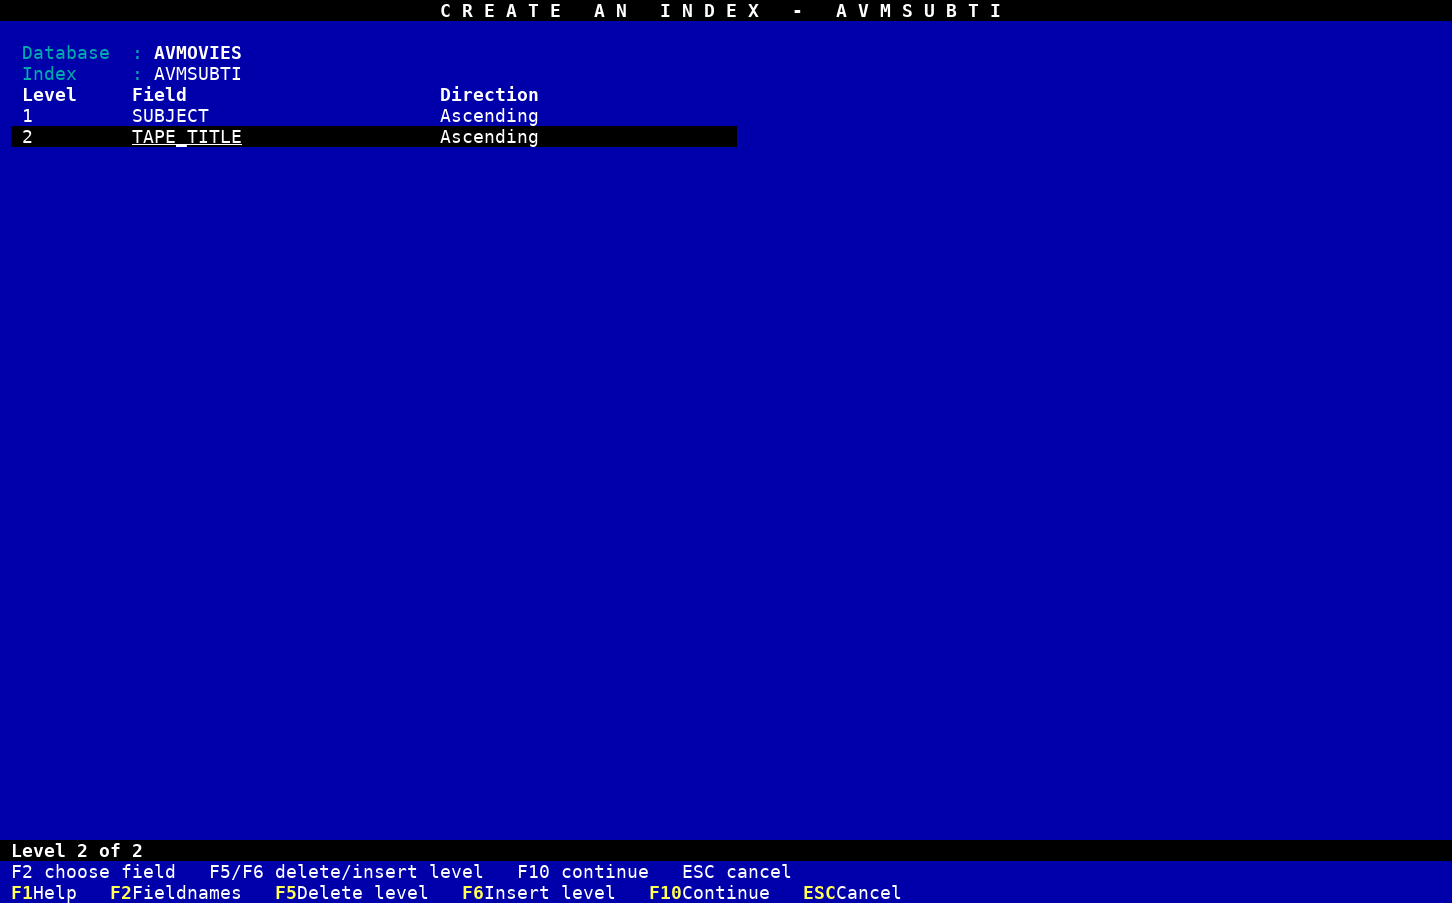 C R E A T E   A N   I N D E X   -   A V M S U B T I
Database  : AVMOVIES
Index     : AVMSUBTI
Level     Field                       Direction
1         SUBJECT                     Ascending
2         TAPE_TITLE                  Ascending
Level 2 of 2
F2 choose field   F5/F6 delete/insert level   F10 continue   ESC cancel
F1Help   F2Fieldnames   F5Delete level   F6Insert level   F10Continue   ESCCancel